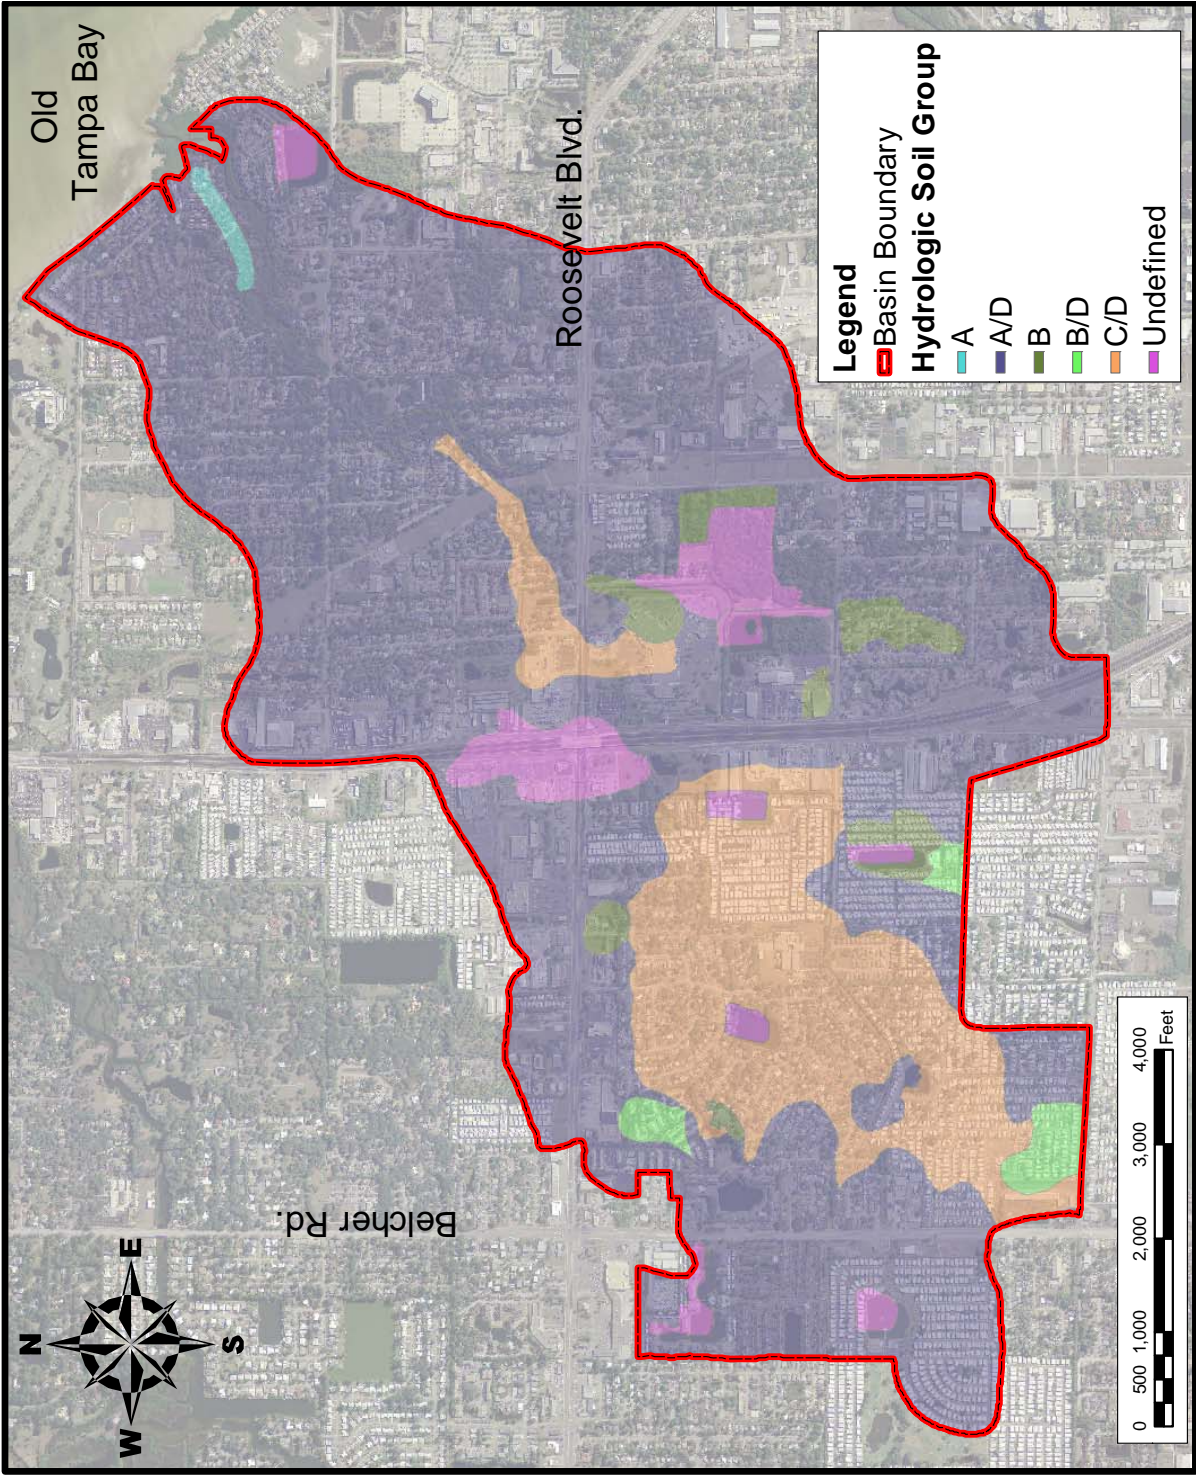 Old
Tampa Bay
Roosevelt Blvd.
Belcher Rd.
N
W
E
S
Legend
Basin Boundary
Hydrologic Soil Group
A
A/D
B
B/D
C/D
Undefined
0 500 1,000 2,000 3,000 4,000
Feet